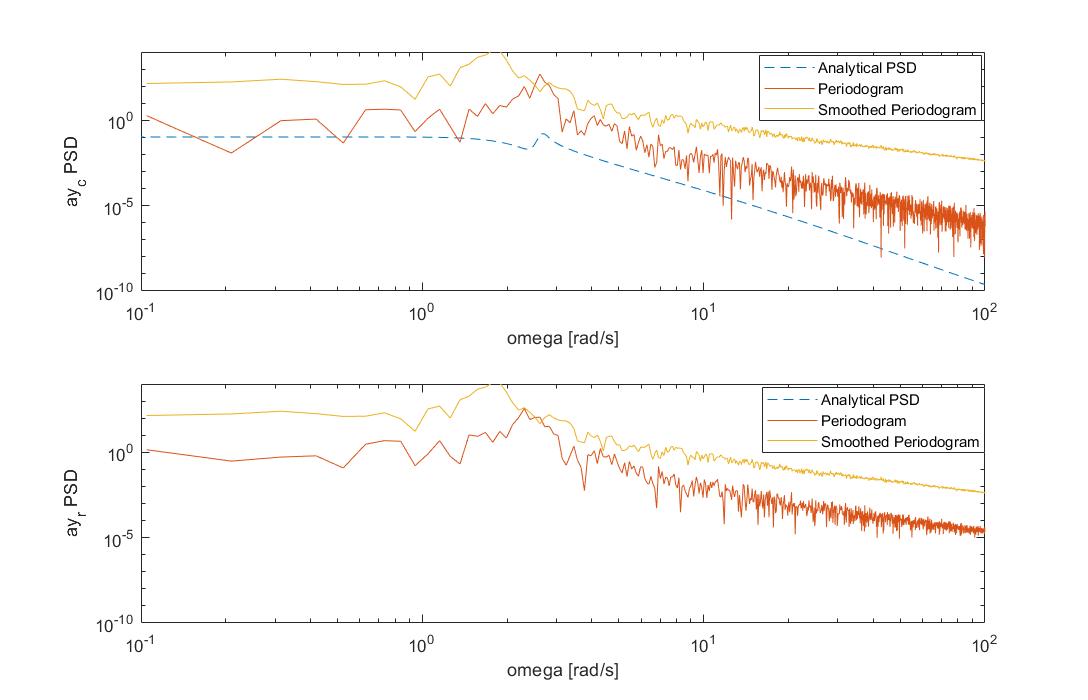 Analytical PSD
Periodogram
Smoothed Periodogram
10^0
10^-5
10^-10
ay_c PSD
10^-1
10^0
10^1
10^2
omega [rad/s]
Analytical PSD
Periodogram
Smoothed Periodogram
10^0
10^-5
10^-10
ay_r PSD
10^-1
10^0
10^1
10^2
omega [rad/s]